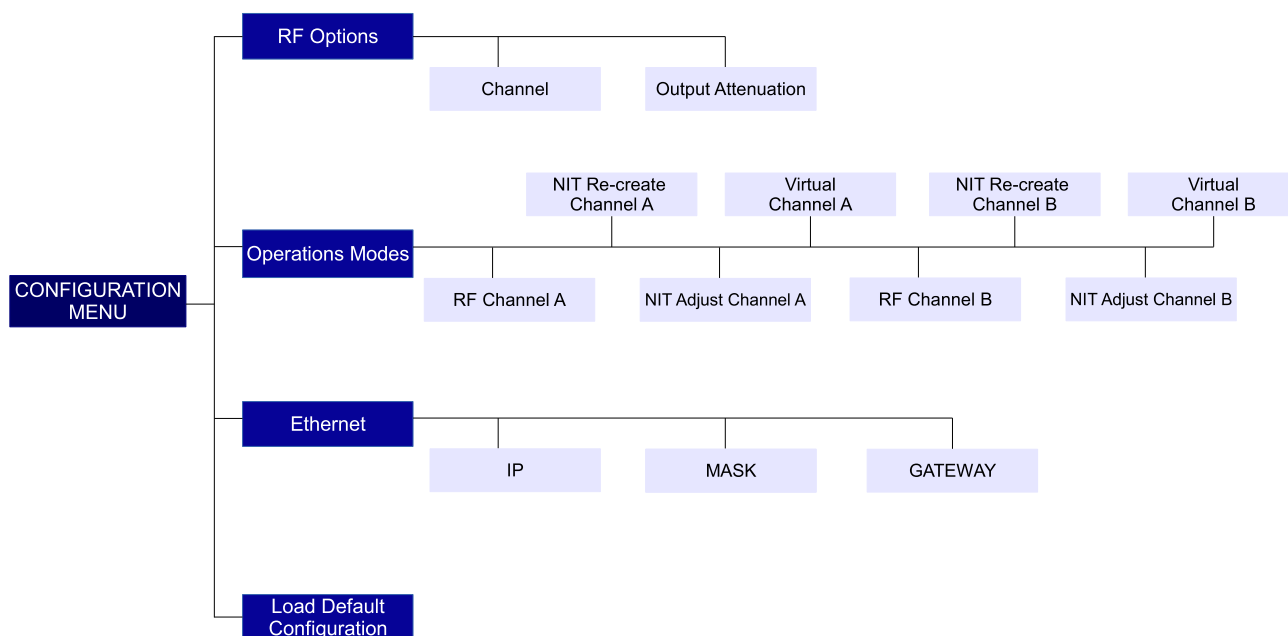 RF Options
Channel
Output Attenuation
NIT Re-create
Channel A
Virtual
Channel A
NIT Re-create
Channel B
Virtual
Channel B
Operations Modes
RF Channel A
NIT Adjust Channel A
RF Channel B
NIT Adjust Channel B
CONFIGURATION
MENU
Ethernet
IP
MASK
GATEWAY
Load Default
Configuration